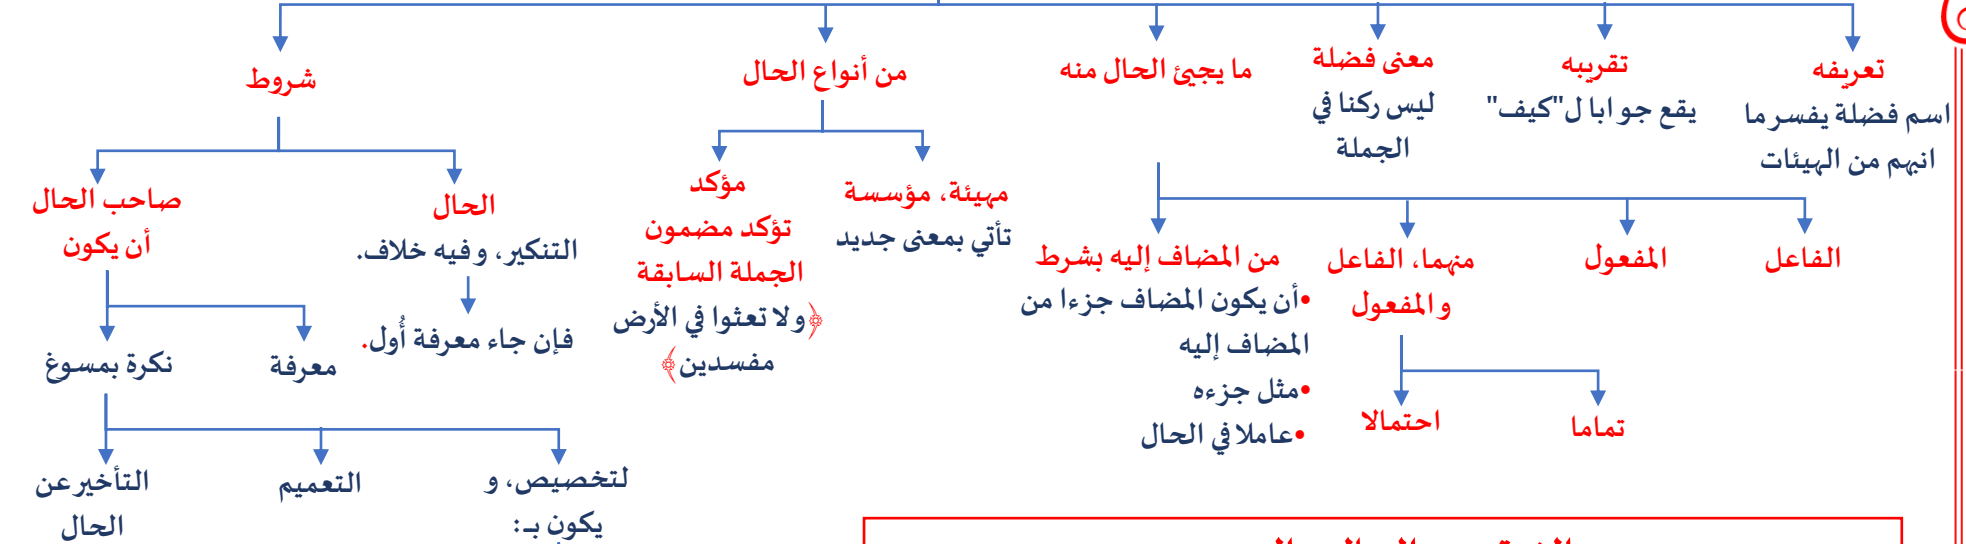 تعريفه
اسم فضلة يفسر ما
انبهم من الهيئات
تقريبه
يقع جوابا ل"كيف"
معنى فضلة
ليس ركنا في
الجملة
ما يجيئ الحال منه
الفاعل
المفعول
منهما، الفاعل
والمفعول
تماما
احتمالا
من المضاف إليه بشرط
•أن يكون المضاف جزءا من
المضاف إليه
•مثل جزءه
•عاملا في الحال
من أنواع الحال
مهيئة، مؤسسة
تأتي بمعنى جديد
مؤكد
تؤكد مضمون
الجملة السابقة
﴿ولا تعثوا في الأرض
مفسدين﴾
شروط
الحال
التنكير، وفيه خلاف.
فإن جاء معرفة أُول.
صاحب الحال
أن يكون
معرفة
نكرة بمسوغ
لتخصيص، و
يكون بـ:
التعميم
التأخير عن
الحال